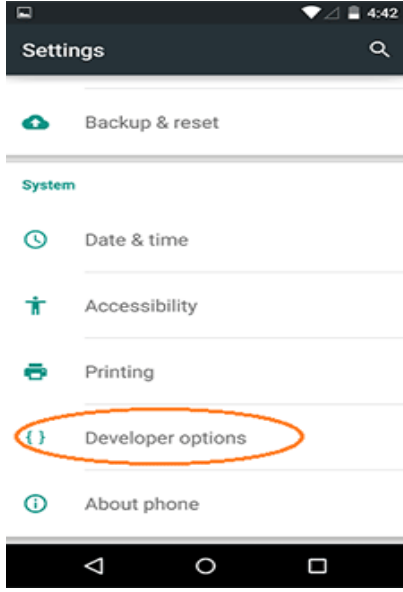 4:42
Settings
Backup & reset
System
Date & time
Accessibility
Printing
{ } Developer options
About phone